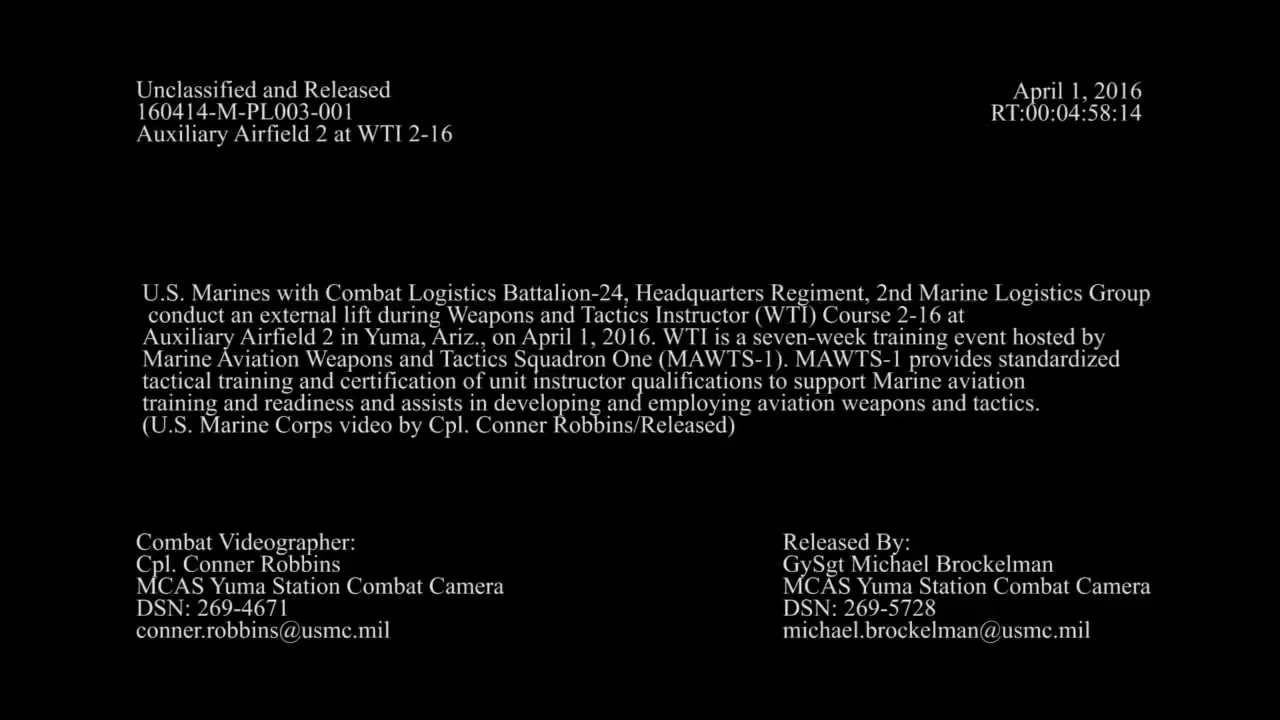 Unclassified and Released
160414-M-PL003-001
Auxiliary Airfield 2 at WTI 2-16
April 1, 2016
RT:00:04:58:14
U.S. Marines with Combat Logistics Battalion-24, Headquarters Regiment, 2nd Marine Logistics Group
conduct an external lift during Weapons and Tactics Instructor (WTI) Course 2-16 at
Auxiliary Airfield 2 in Yuma, Ariz., on April 1, 2016. WTI is a seven-week training event hosted by
Marine Aviation Weapons and Tactics Squadron One (MAWTS-1). MAWTS-1 provides standardized
tactical training and certification of unit instructor qualifications to support Marine aviation
training and readiness and assists in developing and employing aviation weapons and tactics.
(U.S. Marine Corps video by Cpl. Conner Robbins/Released)
Combat Videographer:
Cpl. Conner Robbins
MCAS Yuma Station Combat Camera
DSN: 269-4671
conner.robbins@usmc.mil
Released By:
GySgt Michael Brockelman
MCAS Yuma Station Combat Camera
DSN: 269-5728
michael.brockelman@usmc.mil